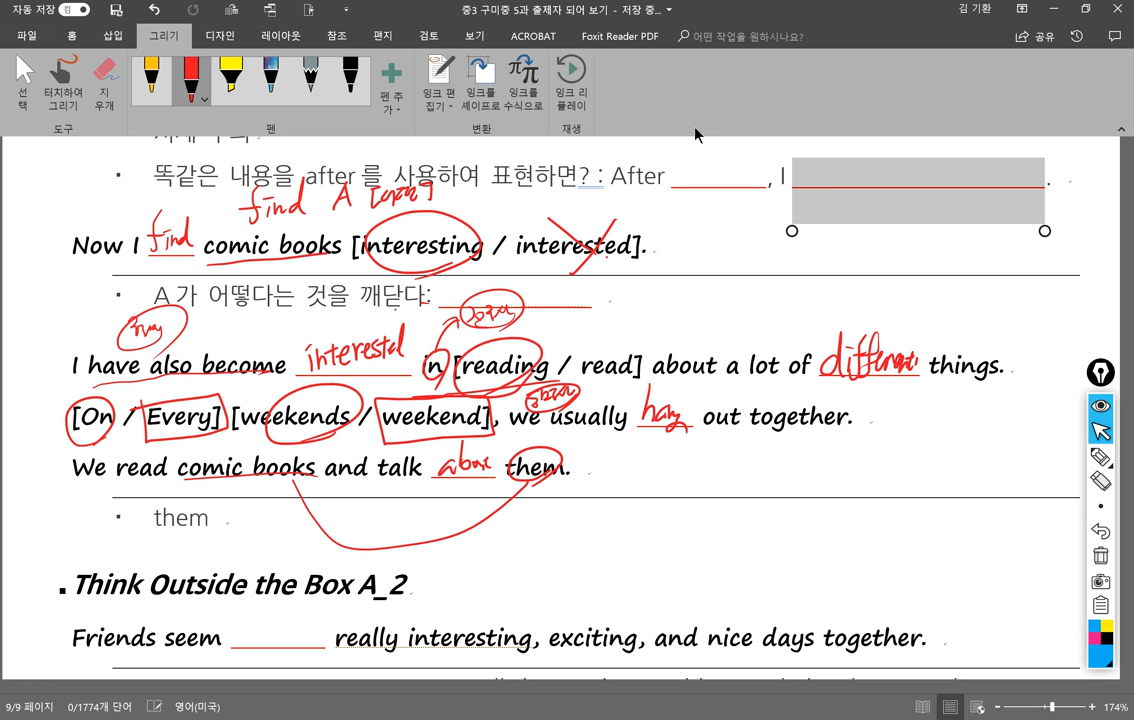 자동 저장 켬 중3 구미중 5과 출제가 되어 보기 - 저장 중... 김 기환
파일 홈 삽입 그리기 디자인 레이아웃 참조 편지 검토 보기 ACROBAT Foxit Reader PDF 어떤 작업을 원하시나요? 공유
선택 터치하여 그리기 지우개 펜 추가 잉크 편집기 잉크를 셰이프로 잉크를 수식으로 잉크 리플레이
도구 펜 변환 재생
똑같은 내용을 after를 사용하여 표현하면? : After , I .
find A
Now I find comic books [interesting / interested].
A가 어떻다는 것을 깨닫다:
I have also become interested in [reading / read] about a lot of different things.
[On / Every] [weekends / weekend], we usually hang out together.
We read comic books and talk about them.
them
Think Outside the Box A_2
Friends seem really interesting, exciting, and nice days together.
9/9 페이지 0/1774개 단어 영어(미국) 174%